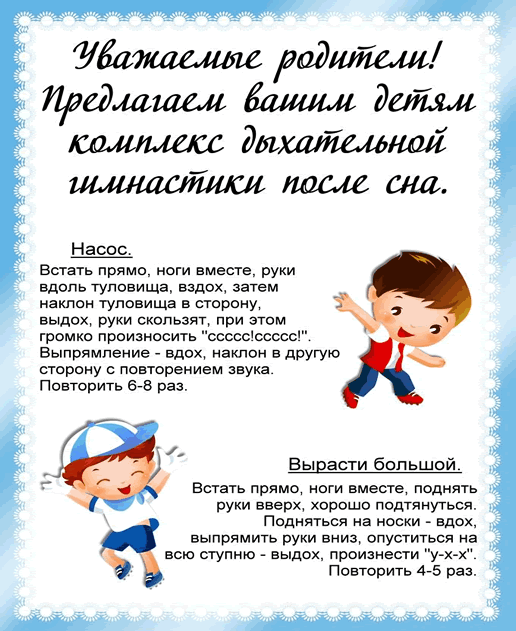 Уважаемые родители!
Предлагаем вашим детям
комплекс дыхательной
гимнастики после сна.
Насос.
Встать прямо, ноги вместе, руки
вдоль туловища, вздох, затем
наклон туловища в сторону,
выдох, руки скользят, при этом
громко произносить "ссссс!ссссс!".
Выпрямление - вдох, наклон в другую
сторону с повторением звука.
Повторить 6-8 раз.
Вырасти большой.
Встать прямо, ноги вместе, поднять
руки вверх, хорошо подтянуться.
Подняться на носки - вдох,
выпрямить руки вниз, опуститься на
всю ступню - выдох, произнести "у-х-х".
Повторить 4-5 раз.